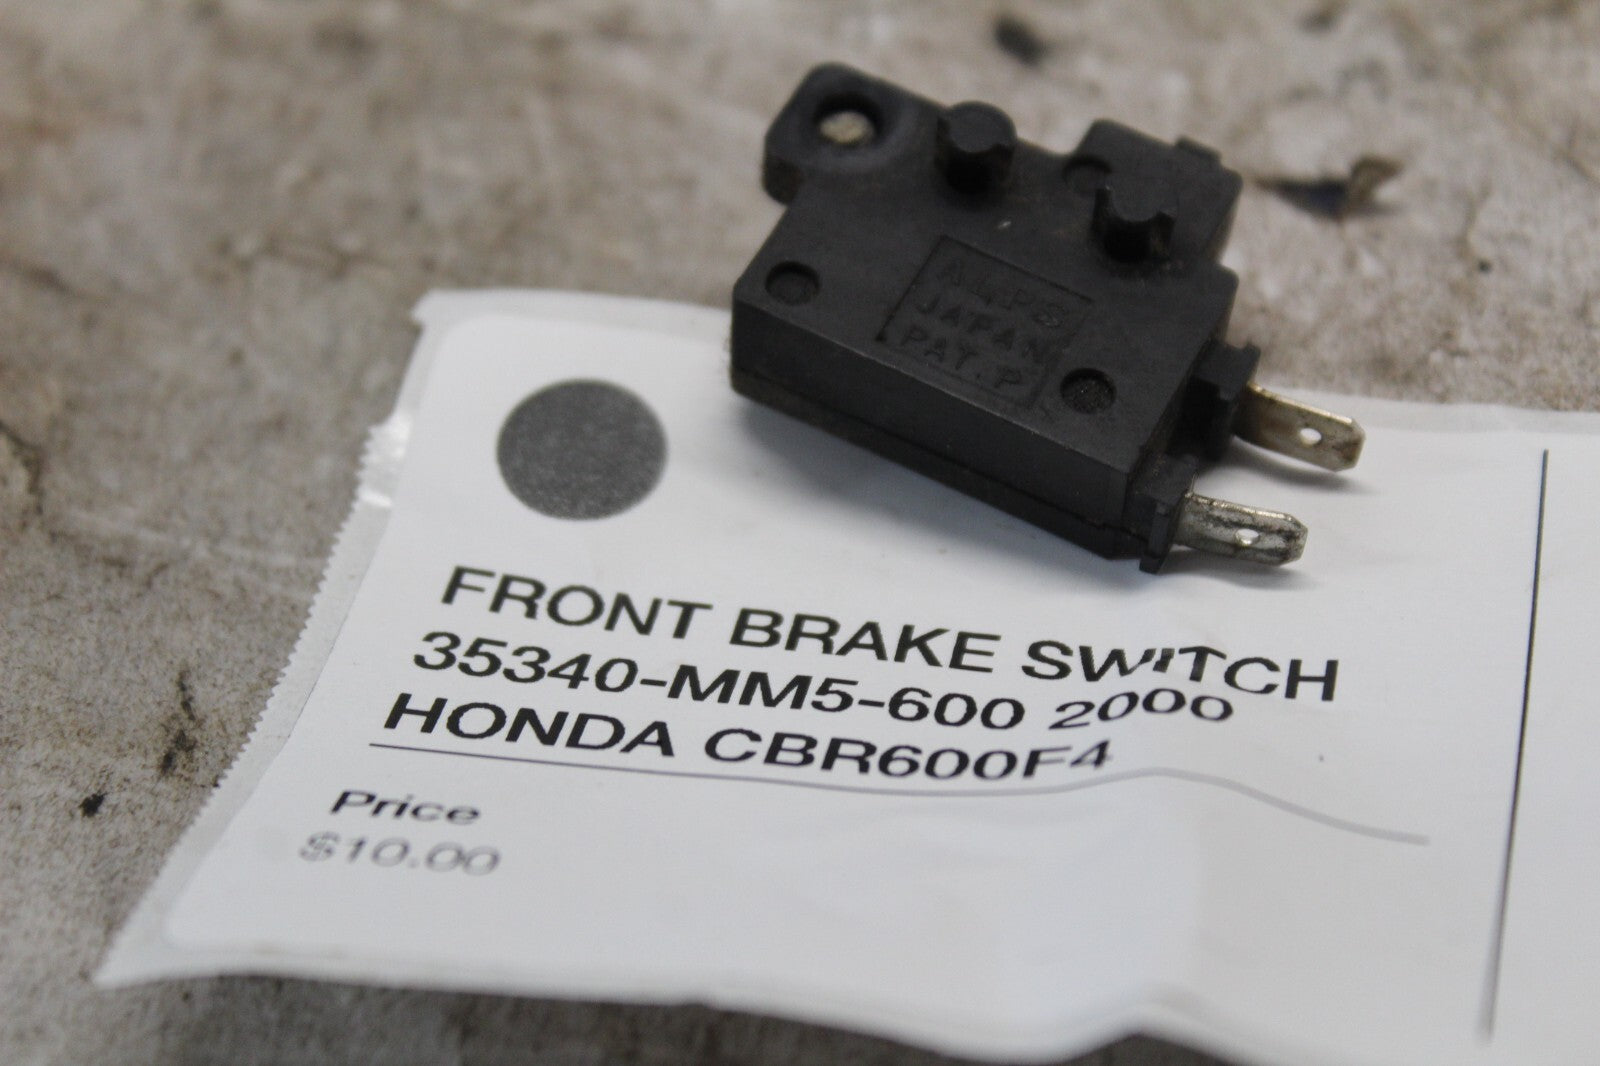 ALPS
JAPAN
PAT.P
FRONT BRAKE SWITCH
35340-MM5-600 2000
HONDA CBR600F4
Price
$10.00